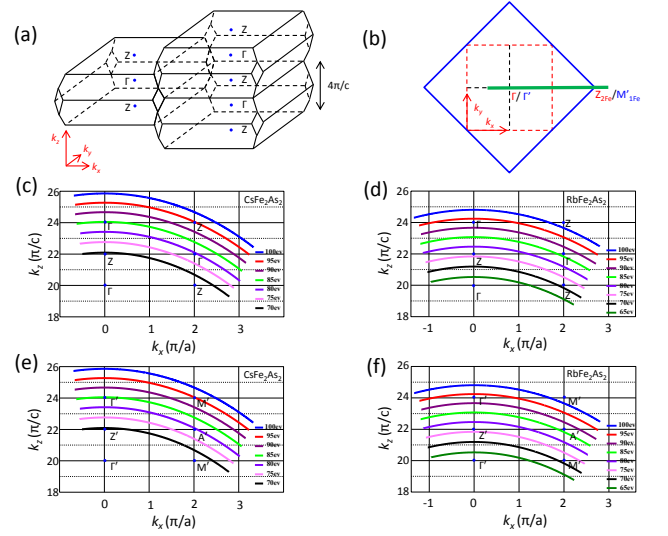 (a)
Z
Γ
Z
Z
Γ
Z
Γ
Z
4π/c
kz
ky
kx
(b)
Γ/ Γ′
Z2Fe/M′1Fe
ky
kx
(c)
CsFe2As2
26
24
22
20
18
kz (π/c)
Γ
Z
Z
Γ
Γ
Z
100ev
95ev
90ev
85ev
80ev
75ev
70ev
0
1
2
3
kx (π/a)
(d)
RbFe2As2
26
24
22
20
18
kz (π/c)
Γ
Z
Z
Γ
Γ
Z
100ev
95ev
90ev
85ev
80ev
75ev
70ev
65ev
-1
0
1
2
3
kx (π/a)
(e)
CsFe2As2
26
24
22
20
18
kz (π/c)
Γ′
M′
Z′
A′
Γ′
M′
100ev
95ev
90ev
85ev
80ev
75ev
70ev
0
1
2
3
kx (π/a)
(f)
RbFe2As2
26
24
22
20
18
kz (π/c)
Γ′
M′
Z′
A′
Γ′
M′
100ev
95ev
90ev
85ev
80ev
75ev
70ev
65ev
-1
0
1
2
3
kx (π/a)